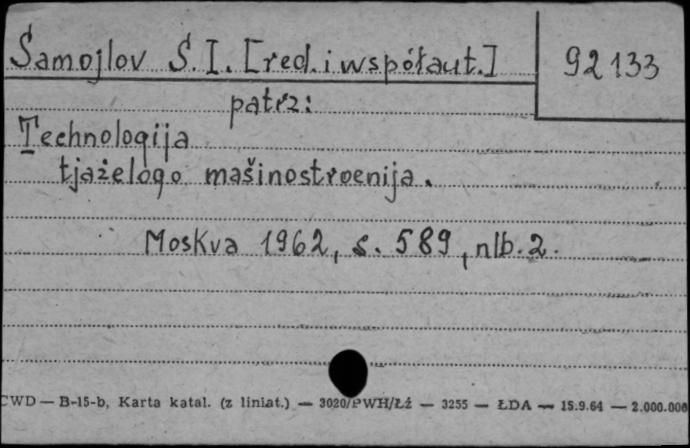 Samojlov S. I. [red. i współaut.]
92133
patrz:
Technologija
tjażelogo mašinostroenija.
Moskva 1962, s. 589, nlb. 2.
CWD — B-15-b, Karta katal. (z liniat.) — 3020/PWH/Łź — 3255 — ŁDA — 15.9.64 — 2.000.000